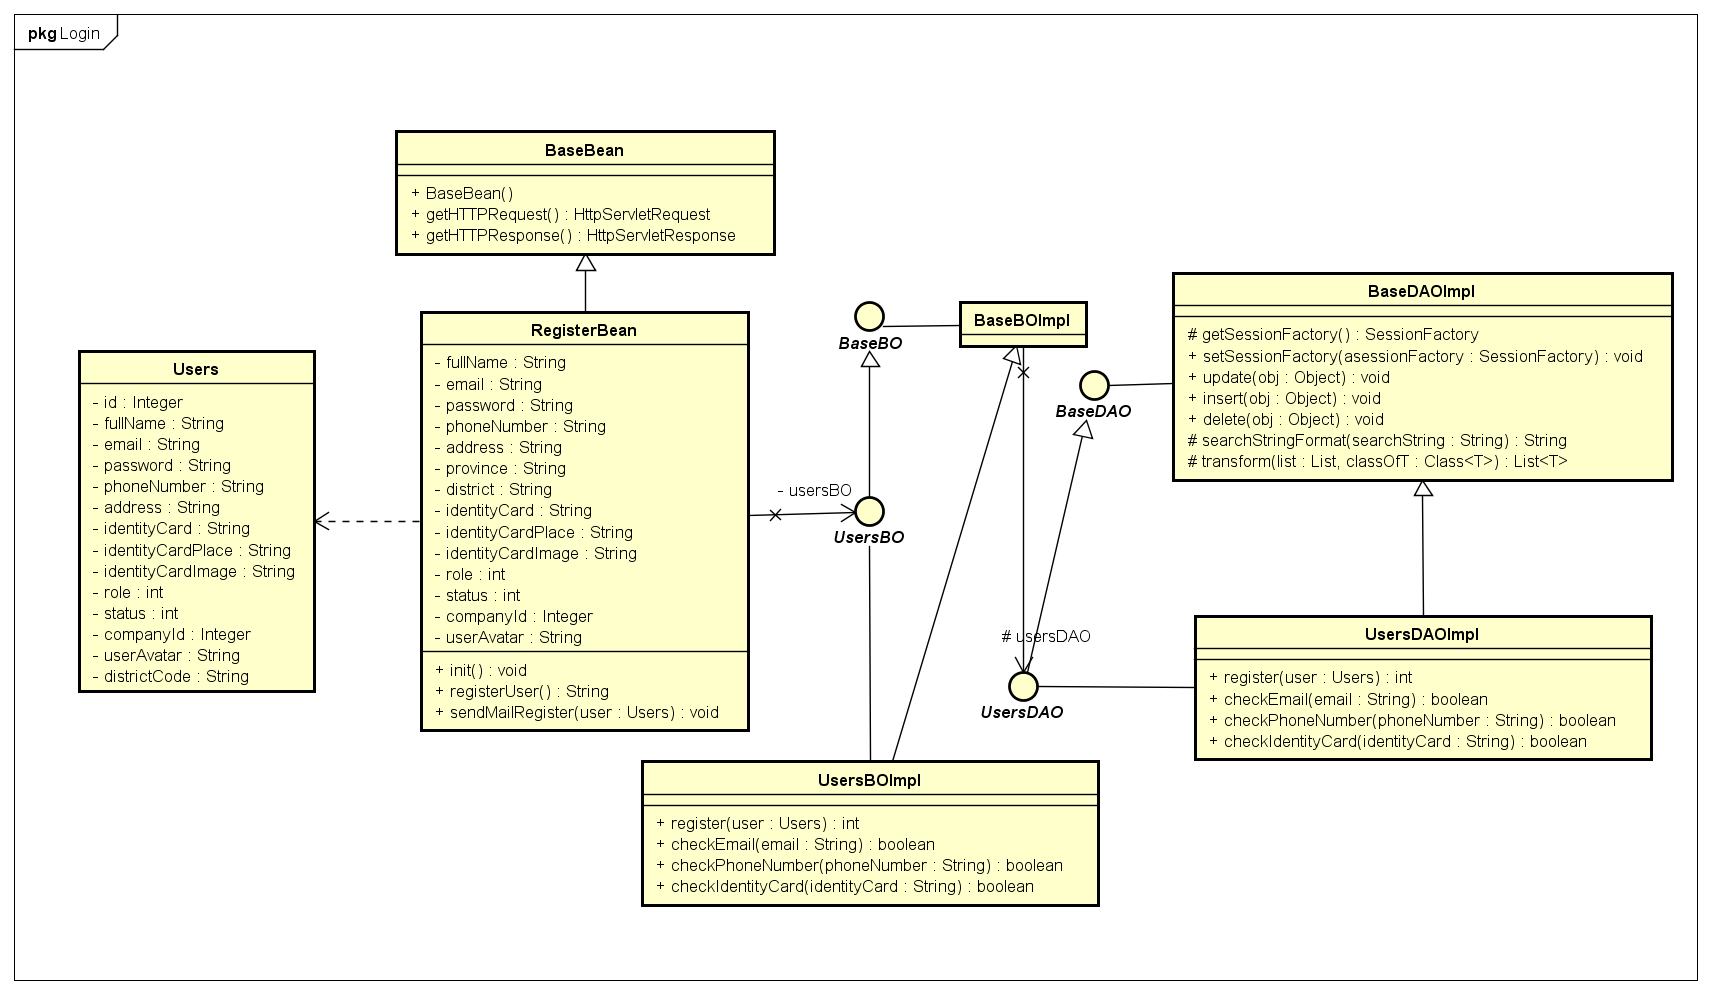 pkg Login
BaseBean
+ BaseBean()
+ getHTTPRequest() : HttpServletRequest
+ getHTTPResponse() : HttpServletResponse
Users
- id : Integer
- fullName : String
- email : String
- password : String
- phoneNumber : String
- address : String
- identityCard : String
- identityCardPlace : String
- identityCardImage : String
- role : int
- status : int
- companyId : Integer
- userAvatar : String
- districtCode : String
RegisterBean
- fullName : String
- email : String
- password : String
- phoneNumber : String
- address : String
- province : String
- district : String
- identityCard : String
- identityCardPlace : String
- identityCardImage : String
- role : int
- status : int
- companyId : Integer
- userAvatar : String
+ init() : void
+ registerUser() : String
+ sendMailRegister(user : Users) : void
BaseBO
BaseBOImpl
- usersBO
UsersBO
BaseDAO
# usersDAO
UsersDAO
BaseDAOImpl
# getSessionFactory() : SessionFactory
+ setSessionFactory(asessionFactory : SessionFactory) : void
+ update(obj : Object) : void
+ insert(obj : Object) : void
+ delete(obj : Object) : void
# searchStringFormat(searchString : String) : String
# transform(list : List, classOfT : Class<T>) : List<T>
UsersDAOImpl
+ register(user : Users) : int
+ checkEmail(email : String) : boolean
+ checkPhoneNumber(phoneNumber : String) : boolean
+ checkIdentityCard(identityCard : String) : boolean
UsersBOImpl
+ register(user : Users) : int
+ checkEmail(email : String) : boolean
+ checkPhoneNumber(phoneNumber : String) : boolean
+ checkIdentityCard(identityCard : String) : boolean